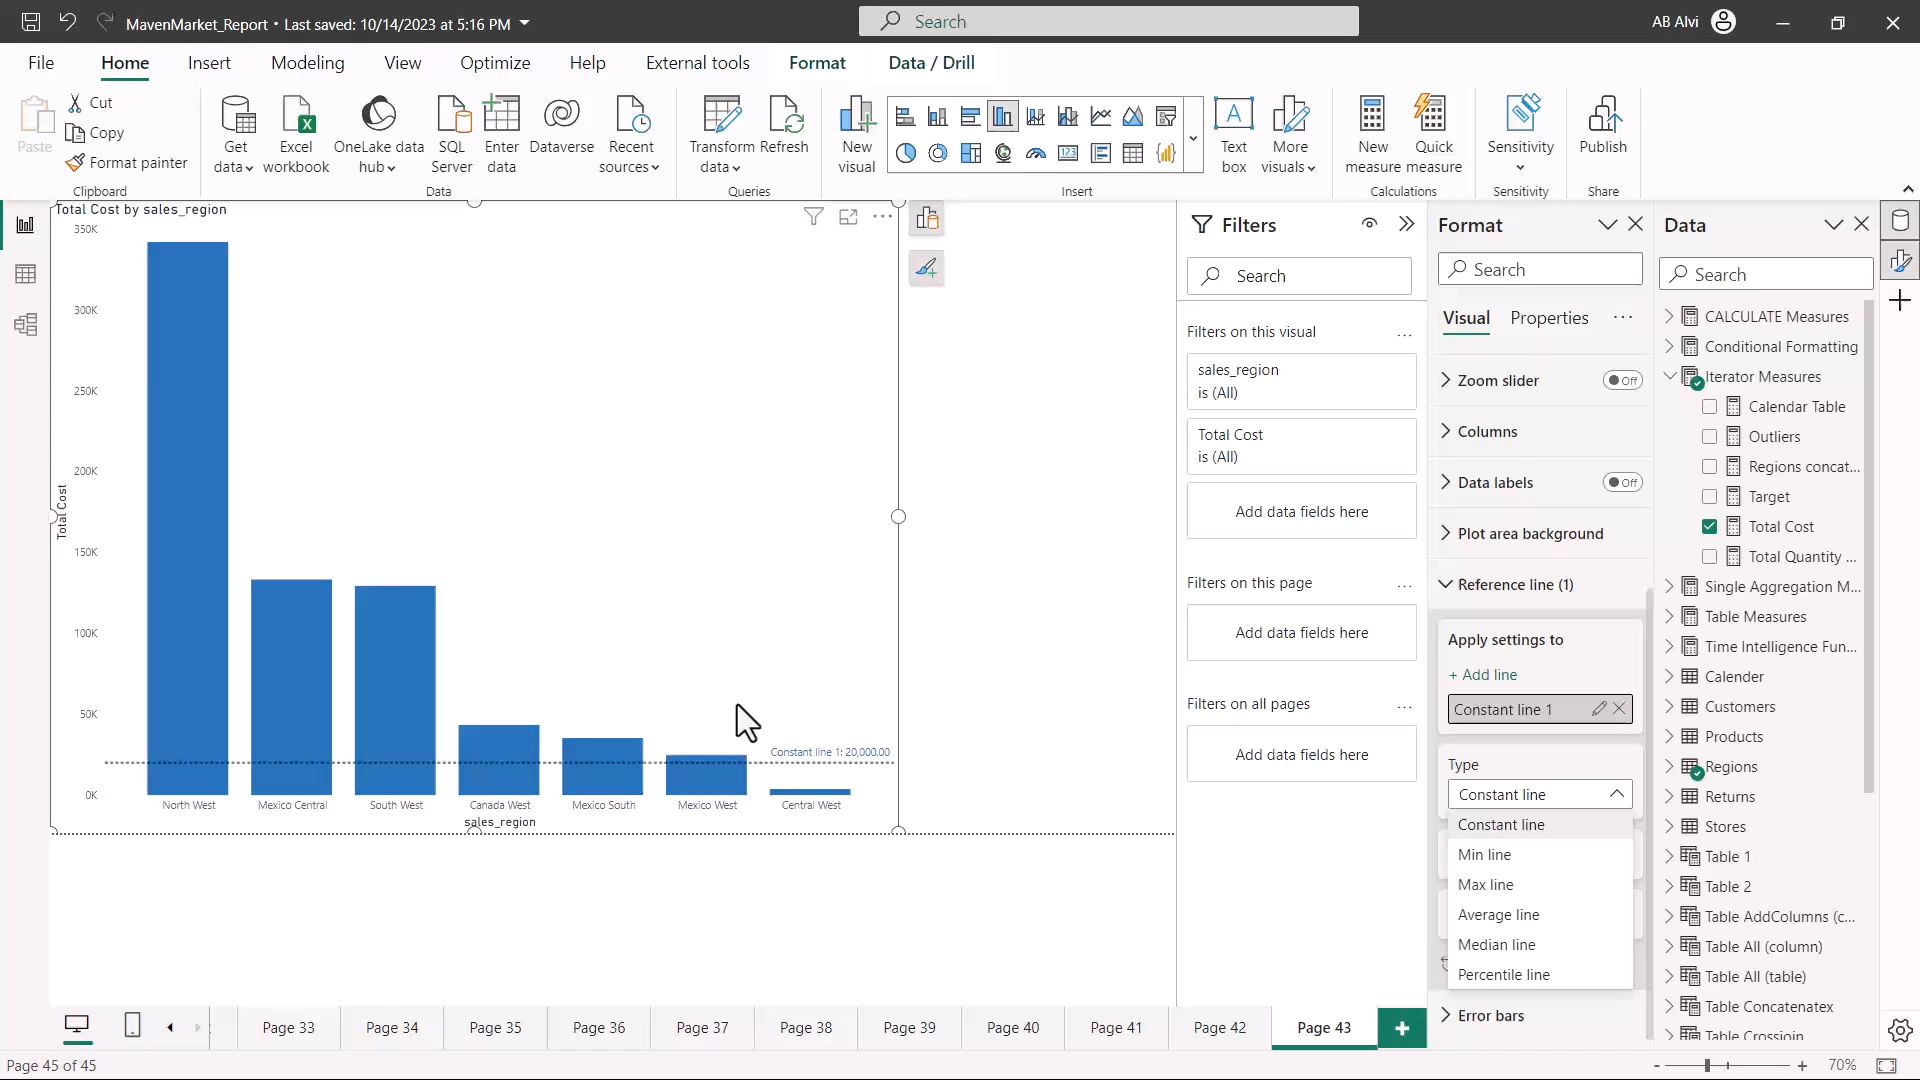 MavenMarket_Report • Last saved: 10/14/2023 at 5:16 PM
Search
AB Alvi
File Home Insert Modeling View Optimize Help External tools Format Data / Drill
Paste
Cut
Copy
Format painter
Clipboard
Get data
Excel workbook
OneLake data hub
SQL Server
Enter data
Dataverse
Recent sources
Data
Transform data
Refresh
Queries
New visual
Text box
More visuals
Insert
New measure
Quick measure
Calculations
Sensitivity
Sensitivity
Publish
Share
Total Cost by sales_region
350K
300K
250K
200K
150K
100K
50K
0K
Total Cost
Constant line 1: 20,000.00
North West Mexico Central South West Canada West Mexico South Mexico West Central West
sales_region
Filters
Search
Filters on this visual
sales_region
is (All)
Total Cost
is (All)
Add data fields here
Filters on this page
Add data fields here
Filters on all pages
Add data fields here
Format
Search
Visual Properties
Zoom slider Off
Columns
Data labels Off
Plot area background
Reference line (1)
Apply settings to
+ Add line
Constant line 1
Type
Constant line
Constant line
Min line
Max line
Average line
Median line
Percentile line
Error bars
Data
Search
CALCULATE Measures
Conditional Formatting
Iterator Measures
Calendar Table
Outliers
Regions concat...
Target
Total Cost
Total Quantity ...
Single Aggregation M...
Table Measures
Time Intelligence Fun...
Calender
Customers
Products
Regions
Returns
Stores
Table 1
Table 2
Table AddColumns (c...
Table All (column)
Table All (table)
Table Concatenatex
Table Crossjoin
Page 33 Page 34 Page 35 Page 36 Page 37 Page 38 Page 39 Page 40 Page 41 Page 42 Page 43
Page 45 of 45
- + 70%